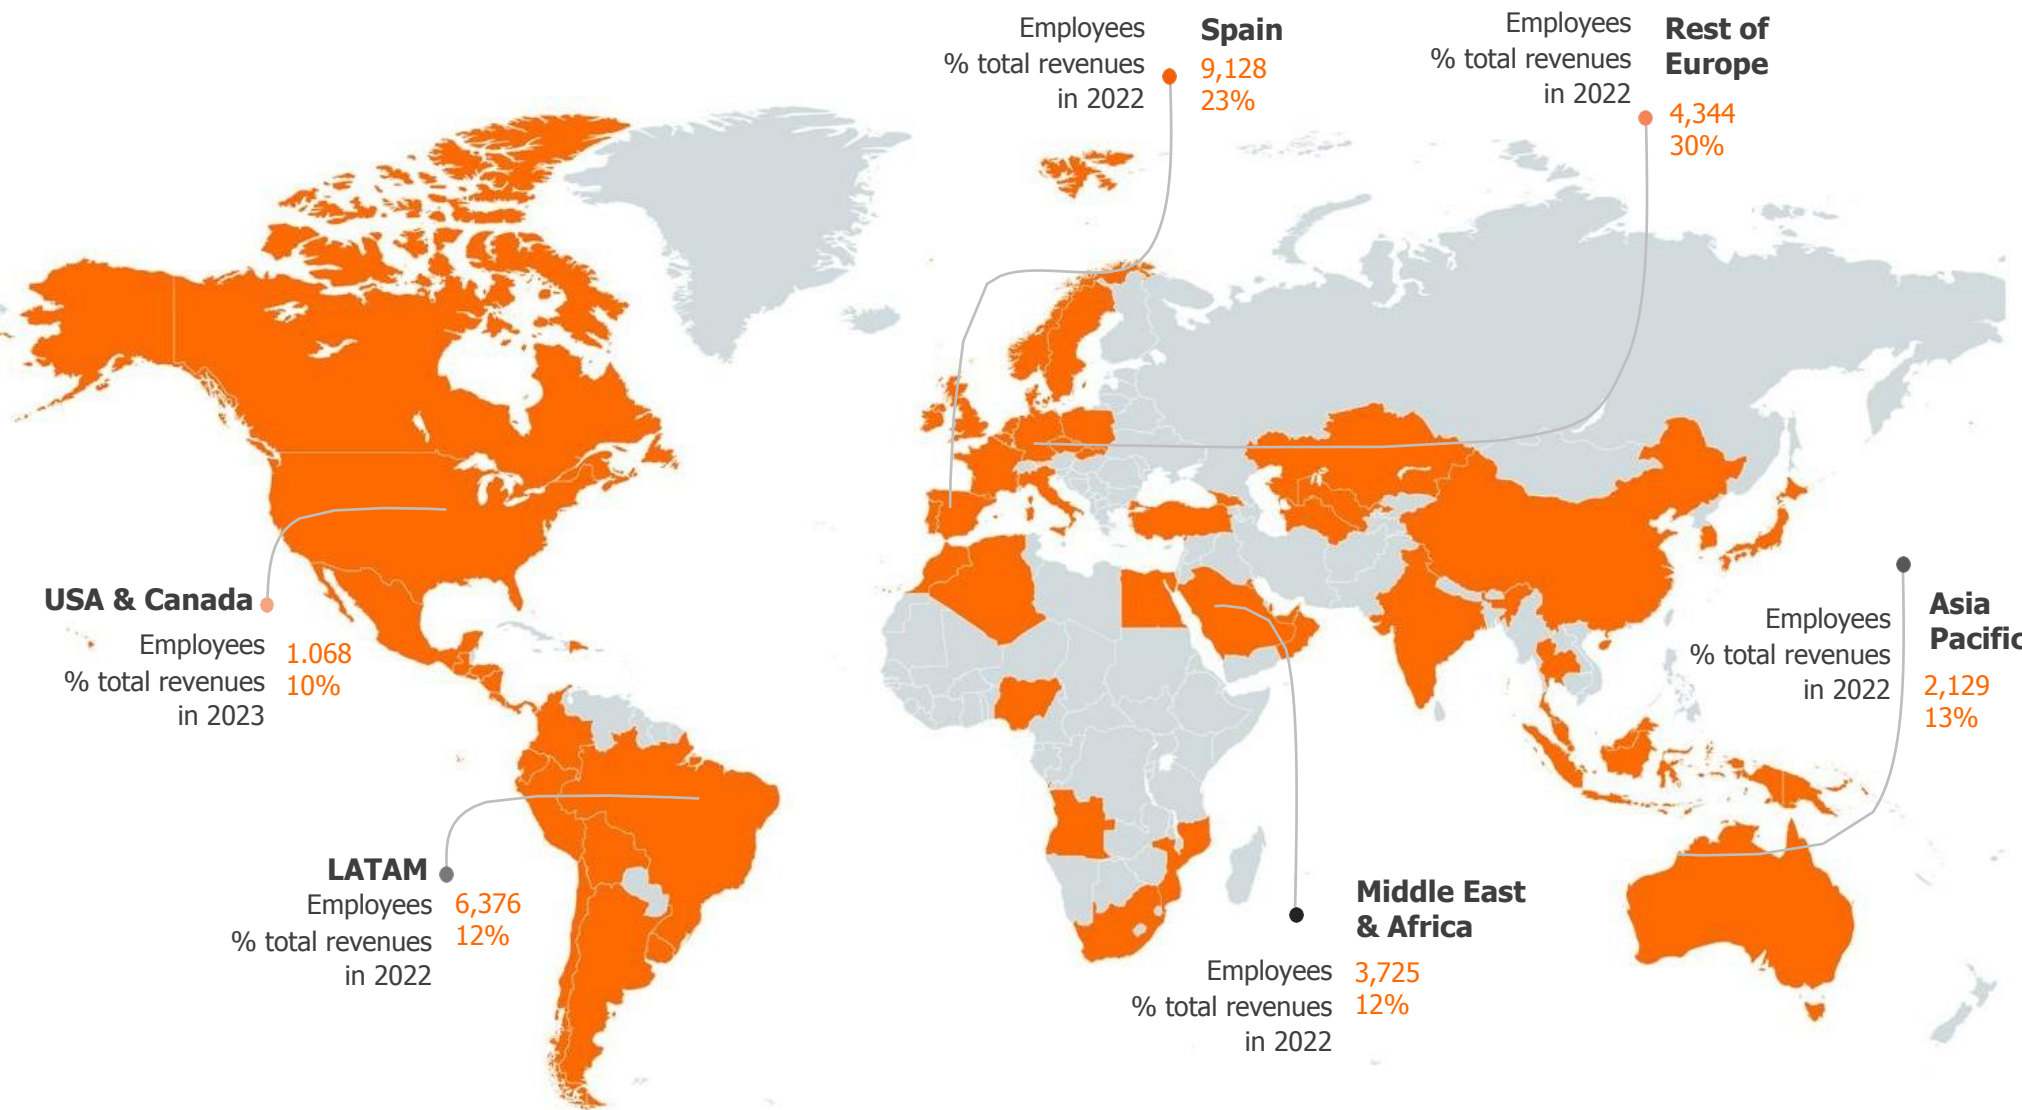 Employees
% total revenues
in 2022
Spain
9,128
23%
Employees
% total revenues
in 2022
Rest of
Europe
4,344
30%
USA & Canada
Employees
% total revenues
in 2023
1.068
10%
Employees
% total revenues
in 2022
Asia
Pacific
2,129
13%
LATAM
Employees
% total revenues
in 2022
6,376
12%
Middle East
& Africa
Employees
% total revenues
in 2022
3,725
12%